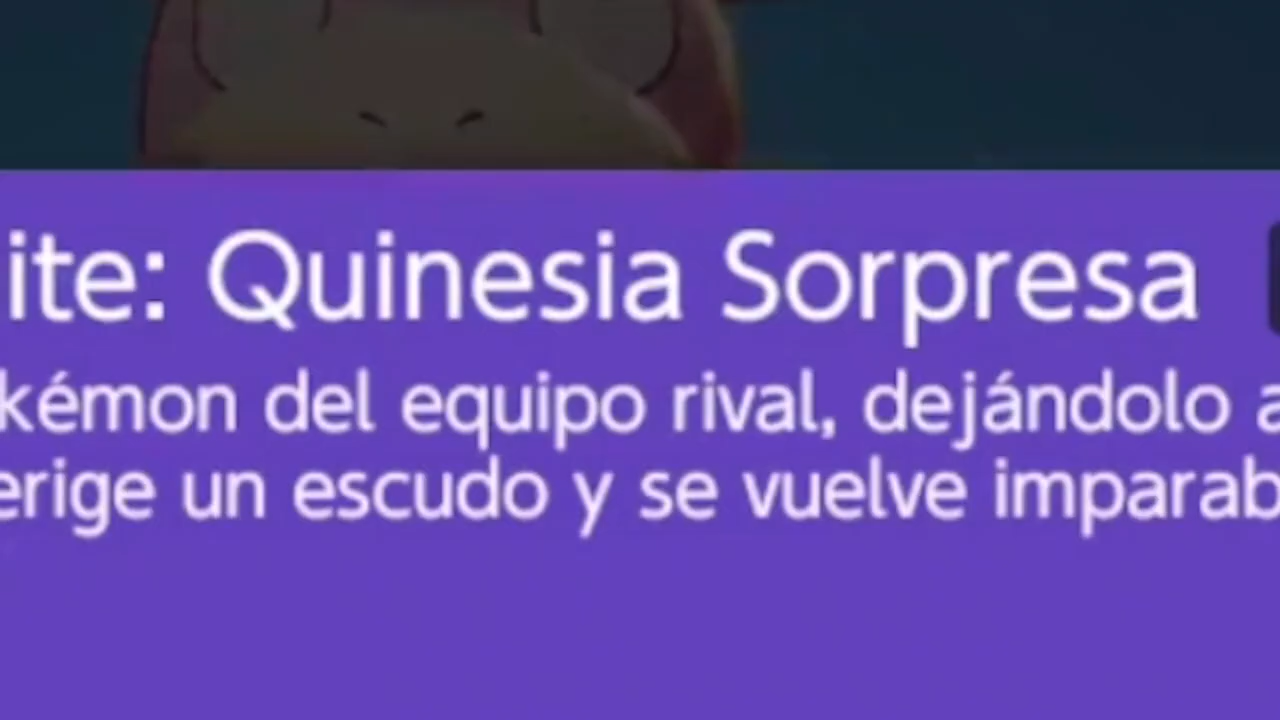 ite: Quinesia Sorpresa
kémon del equipo rival, dejándolo a
erige un escudo y se vuelve imparab